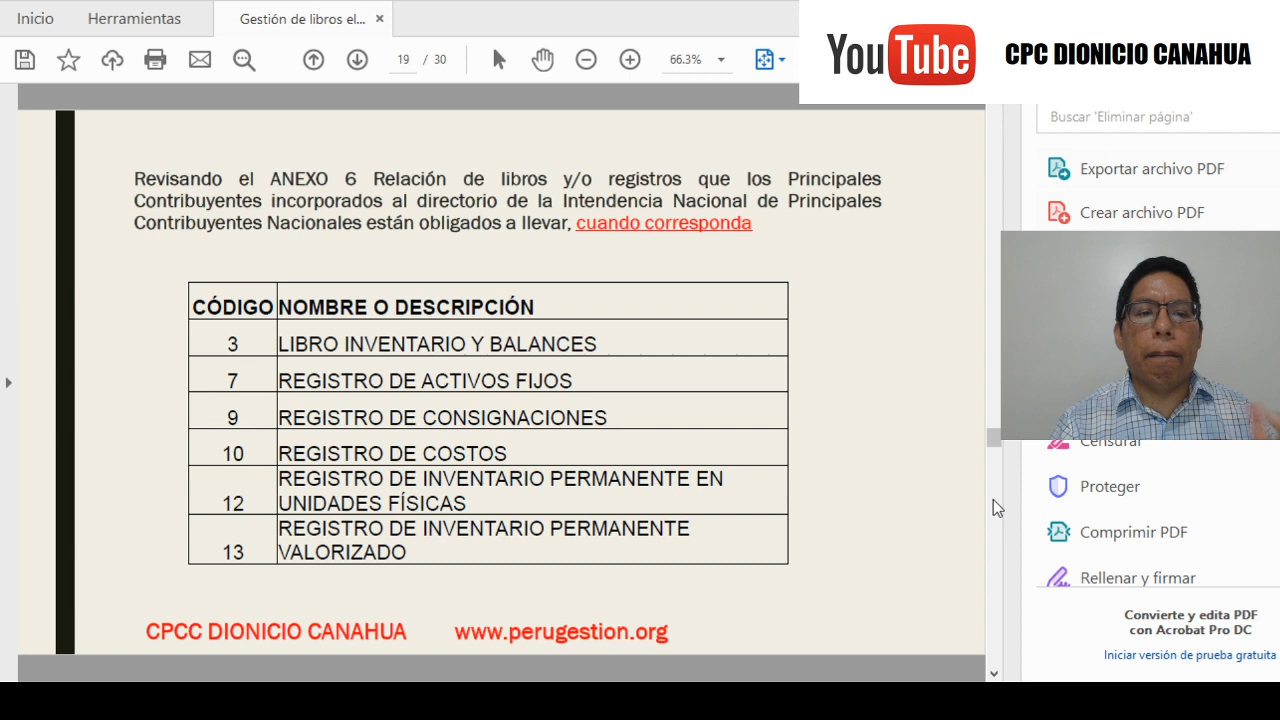 Inicio
Herramientas
Gestión de libros el...
×
19 / 30
66.3%
YouTube
CPC DIONICIO CANAHUA
Buscar 'Eliminar página'
Exportar archivo PDF
Crear archivo PDF
Censurar
Proteger
Comprimir PDF
Rellenar y firmar
Convierte y edita PDF
con Acrobat Pro DC
Iniciar versión de prueba gratuita
Revisando el ANEXO 6 Relación de libros y/o registros que los Principales
Contribuyentes incorporados al directorio de la Intendencia Nacional de Principales
Contribuyentes Nacionales están obligados a llevar, cuando corresponda
CÓDIGO NOMBRE O DESCRIPCIÓN
3 LIBRO INVENTARIO Y BALANCES
7 REGISTRO DE ACTIVOS FIJOS
9 REGISTRO DE CONSIGNACIONES
10 REGISTRO DE COSTOS
REGISTRO DE INVENTARIO PERMANENTE EN
12 UNIDADES FÍSICAS
REGISTRO DE INVENTARIO PERMANENTE
13 VALORIZADO
CPCC DIONICIO CANAHUA www.perugestion.org